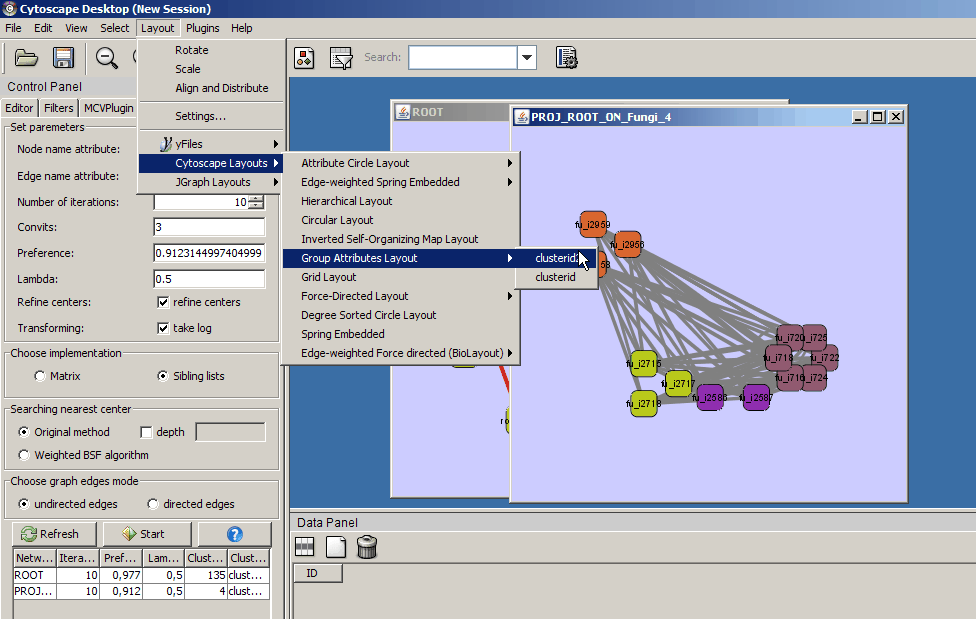 Cytoscape Desktop (New Session)
File Edit View Select Layout Plugins Help
Search:
Control Panel
Editor Filters MCVPlugin
Set paremeters
Node name attribute:
Edge name attribute:
Number of iterations: 10
Convits: 3
Preference: 0.9123144997404999
Lambda: 0.5
Refine centers: refine centers
Transforming: take log
Choose implementation
Matrix Sibling lists
Searching nearest center
Original method depth
Weighted BSF algorithm
Choose graph edges mode
undirected edges directed edges
Refresh Start ?
Netw... Itera... Pref... Lam... Clust... Clust...
ROOT 10 0,977 0,5 135 clust...
PROJ... 10 0,912 0,5 4 clust...
Rotate
Scale
Align and Distribute
Settings...
yFiles
Cytoscape Layouts
JGraph Layouts
Attribute Circle Layout
Edge-weighted Spring Embedded
Hierarchical Layout
Circular Layout
Inverted Self-Organizing Map Layout
Group Attributes Layout
Grid Layout
Force-Directed Layout
Degree Sorted Circle Layout
Spring Embedded
Edge-weighted Force directed (BioLayout)
clusterid
ROOT
PROJ_ROOT_ON_Fungi_4
fu_i2959
fu_i2956
fu_i720
fu_i718
fu_i722
fu_i716
fu_i724
fu_i2715
fu_i2717
fu_i2718
fu_i2586
fu_i2587
Data Panel
ID